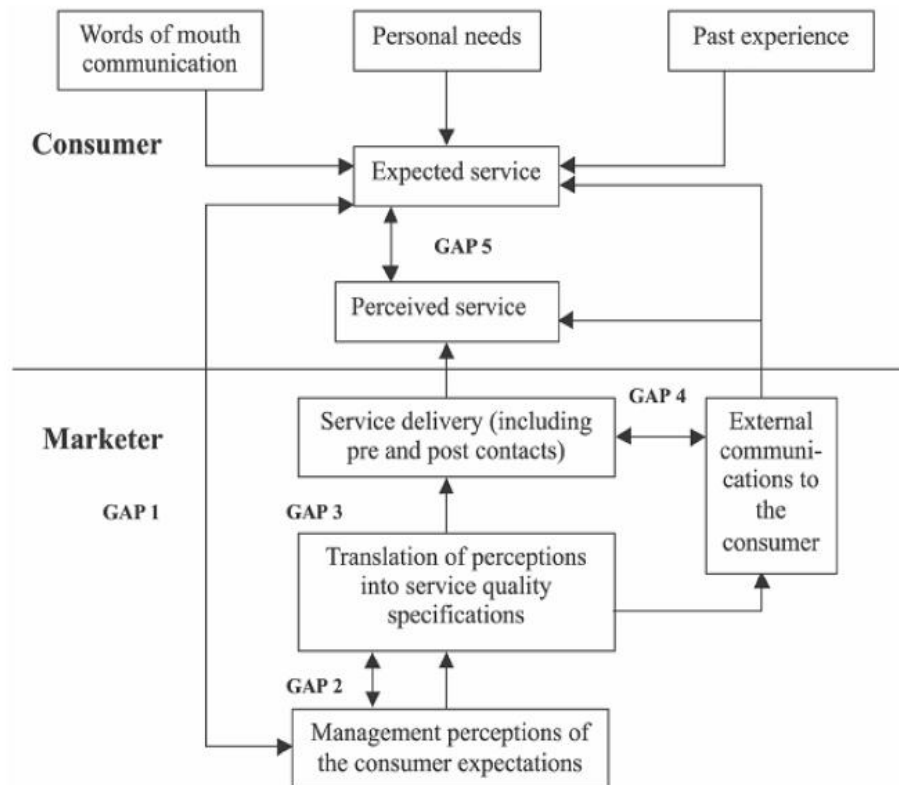 Words of mouth
communication
Personal needs
Past experience
Consumer
Expected service
GAP 5
Perceived service
GAP 4
Marketer
Service delivery (including
pre and post contacts)
External
communi-
cations to
the
consumer
GAP 1
GAP 3
Translation of perceptions
into service quality
specifications
GAP 2
Management perceptions of
the consumer expectations